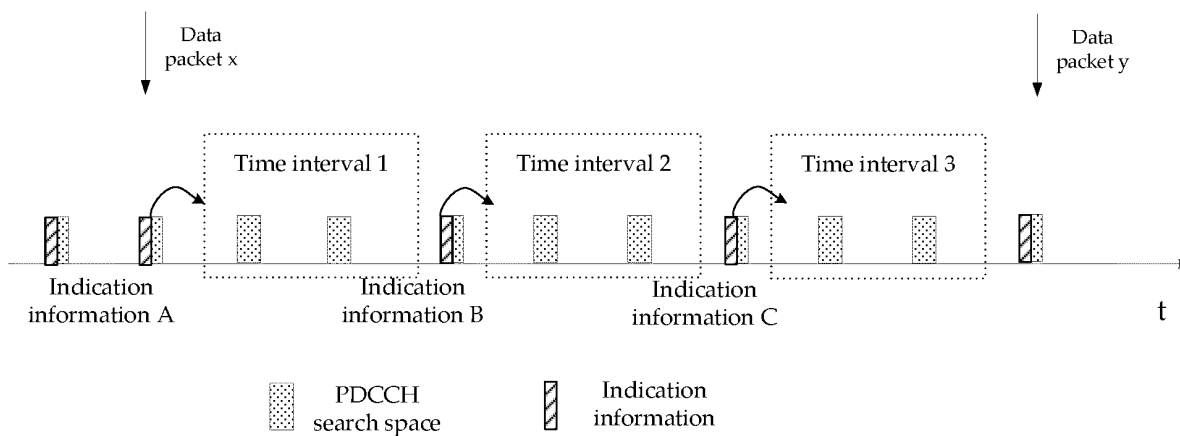 Data
packet x
Data
packet y
Time interval 1
Time interval 2
Time interval 3
Indication
information A
Indication
information B
Indication
information C
t
PDCCH
search space
Indication
information